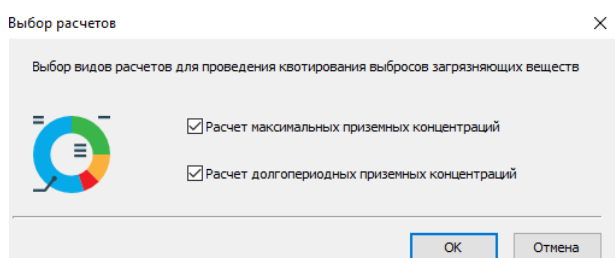 Выбор расчетов
Выбор видов расчетов для проведения квотирования выбросов загрязняющих веществ
Расчет максимальных приземных концентраций
Расчет долгопериодных приземных концентраций
ОК
Отмена